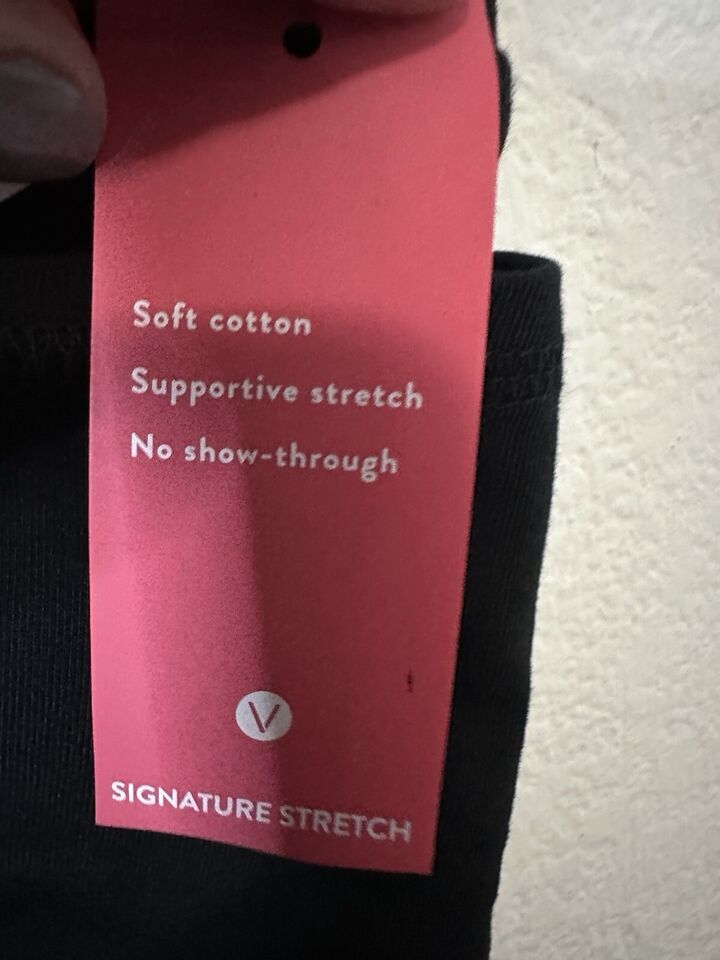 Soft cotton
Supportive stretch
No show-through
V
SIGNATURE STRETCH